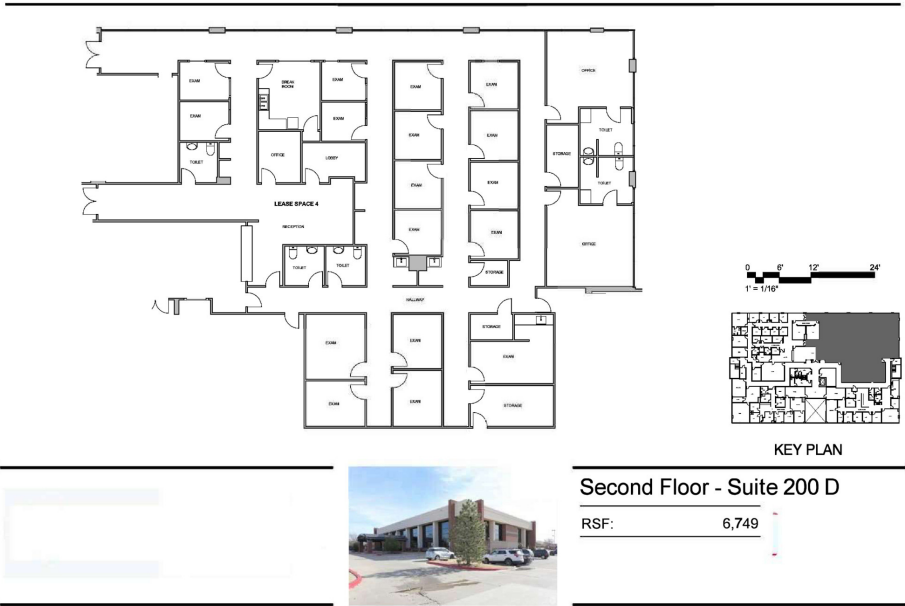 OFFICE
EXAM
BREAK
ROOM
EXAM
EXAM
EXAM
EXAM
EXAM
EXAM
TOILET
EXAM
EXAM
TOILET
OFFICE
LOBBY
STORAGE
EXAM
EXAM
TOILET
LEASE SPACE 4
RECEPTION
EXAM
EXAM
OFFICE
TOILET
TOILET
STORAGE
HALLWAY
STORAGE
EXAM
EXAM
EXAM
EXAM
EXAM
STORAGE
0 6' 12' 24'
1' = 1/16"
KEY PLAN
Second Floor - Suite 200 D
RSF: 6,749